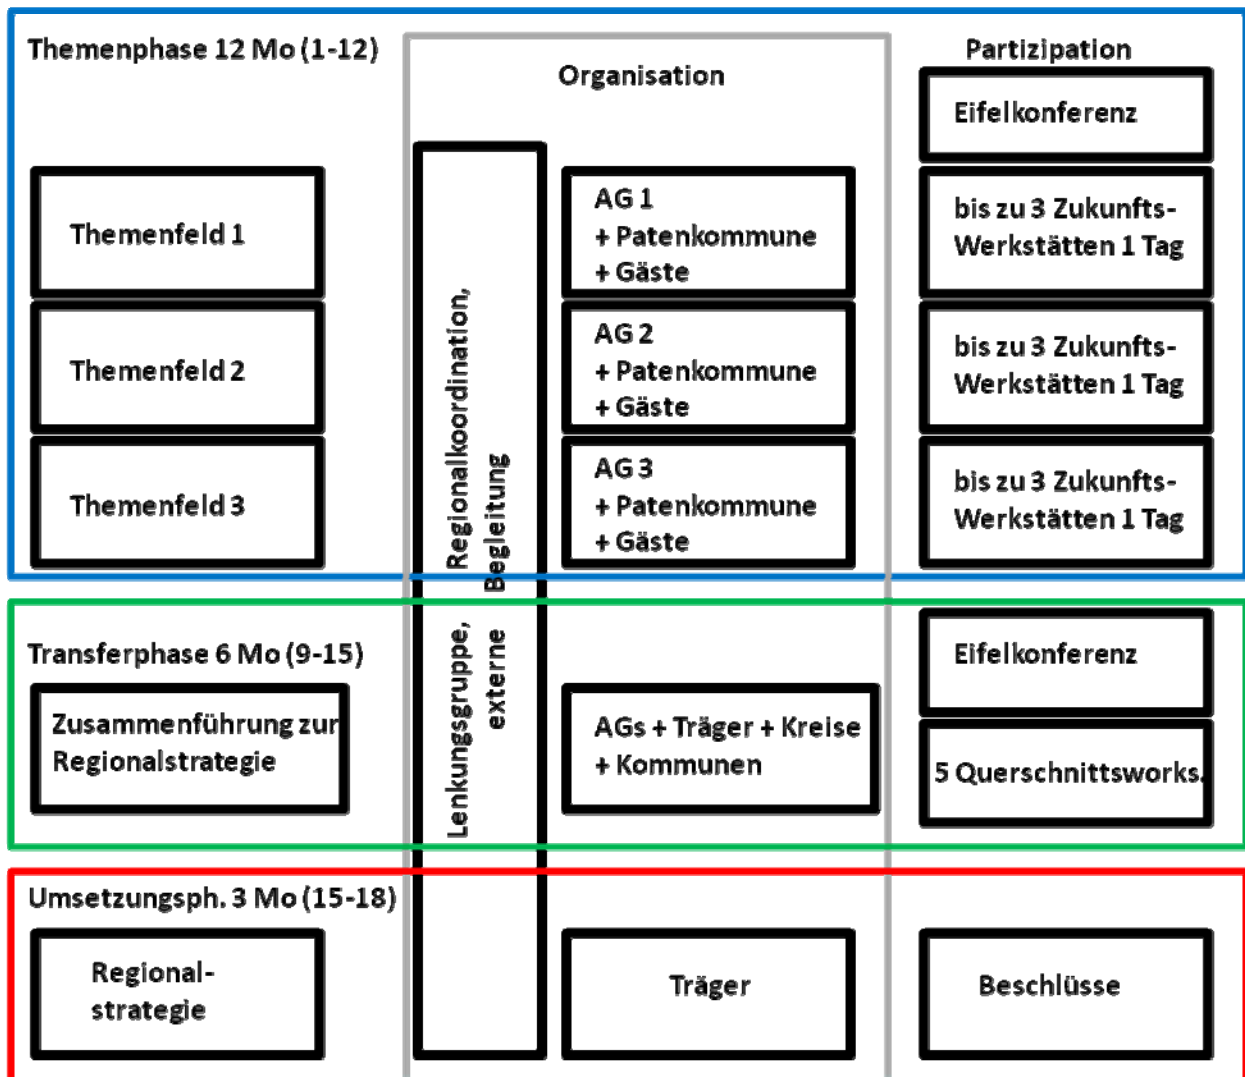 Themenphase 12 Mo (1-12)
Organisation
Partizipation
Eifelkonferenz
Themenfeld 1
AG 1
+ Patenkommune
+ Gäste
bis zu 3 Zukunfts-
Werkstätten 1 Tag
Themenfeld 2
AG 2
+ Patenkommune
+ Gäste
bis zu 3 Zukunfts-
Werkstätten 1 Tag
Themenfeld 3
AG 3
+ Patenkommune
+ Gäste
bis zu 3 Zukunfts-
Werkstätten 1 Tag
Lenkungsgruppe, Regionalkoordination,
externe Begleitung
Transferphase 6 Mo (9-15)
Zusammenführung zur
Regionalstrategie
AGs + Träger + Kreise
+ Kommunen
Eifelkonferenz
5 Querschnittsworks.
Umsetzungsph. 3 Mo (15-18)
Regional-
strategie
Träger
Beschlüsse